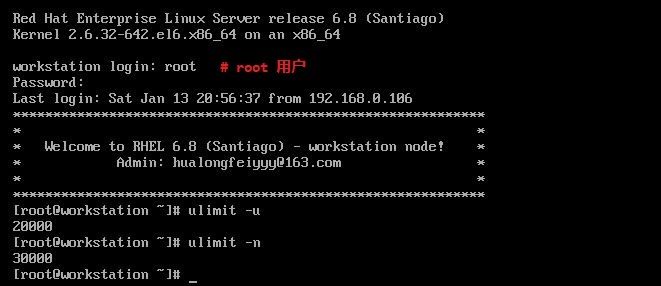 Red Hat Enterprise Linux Server release 6.8 (Santiago)
Kernel 2.6.32-642.el6.x86_64 on an x86_64
workstation login: root # root 用户
Password:
Last login: Sat Jan 13 20:56:37 from 192.168.0.106
***********************************************************
* *
* Welcome to RHEL 6.8 (Santiago) - workstation node! *
* Admin: hualongfeiyyy@163.com *
* *
***********************************************************
[root@workstation ~]# ulimit -u
20000
[root@workstation ~]# ulimit -n
30000
[root@workstation ~]# _